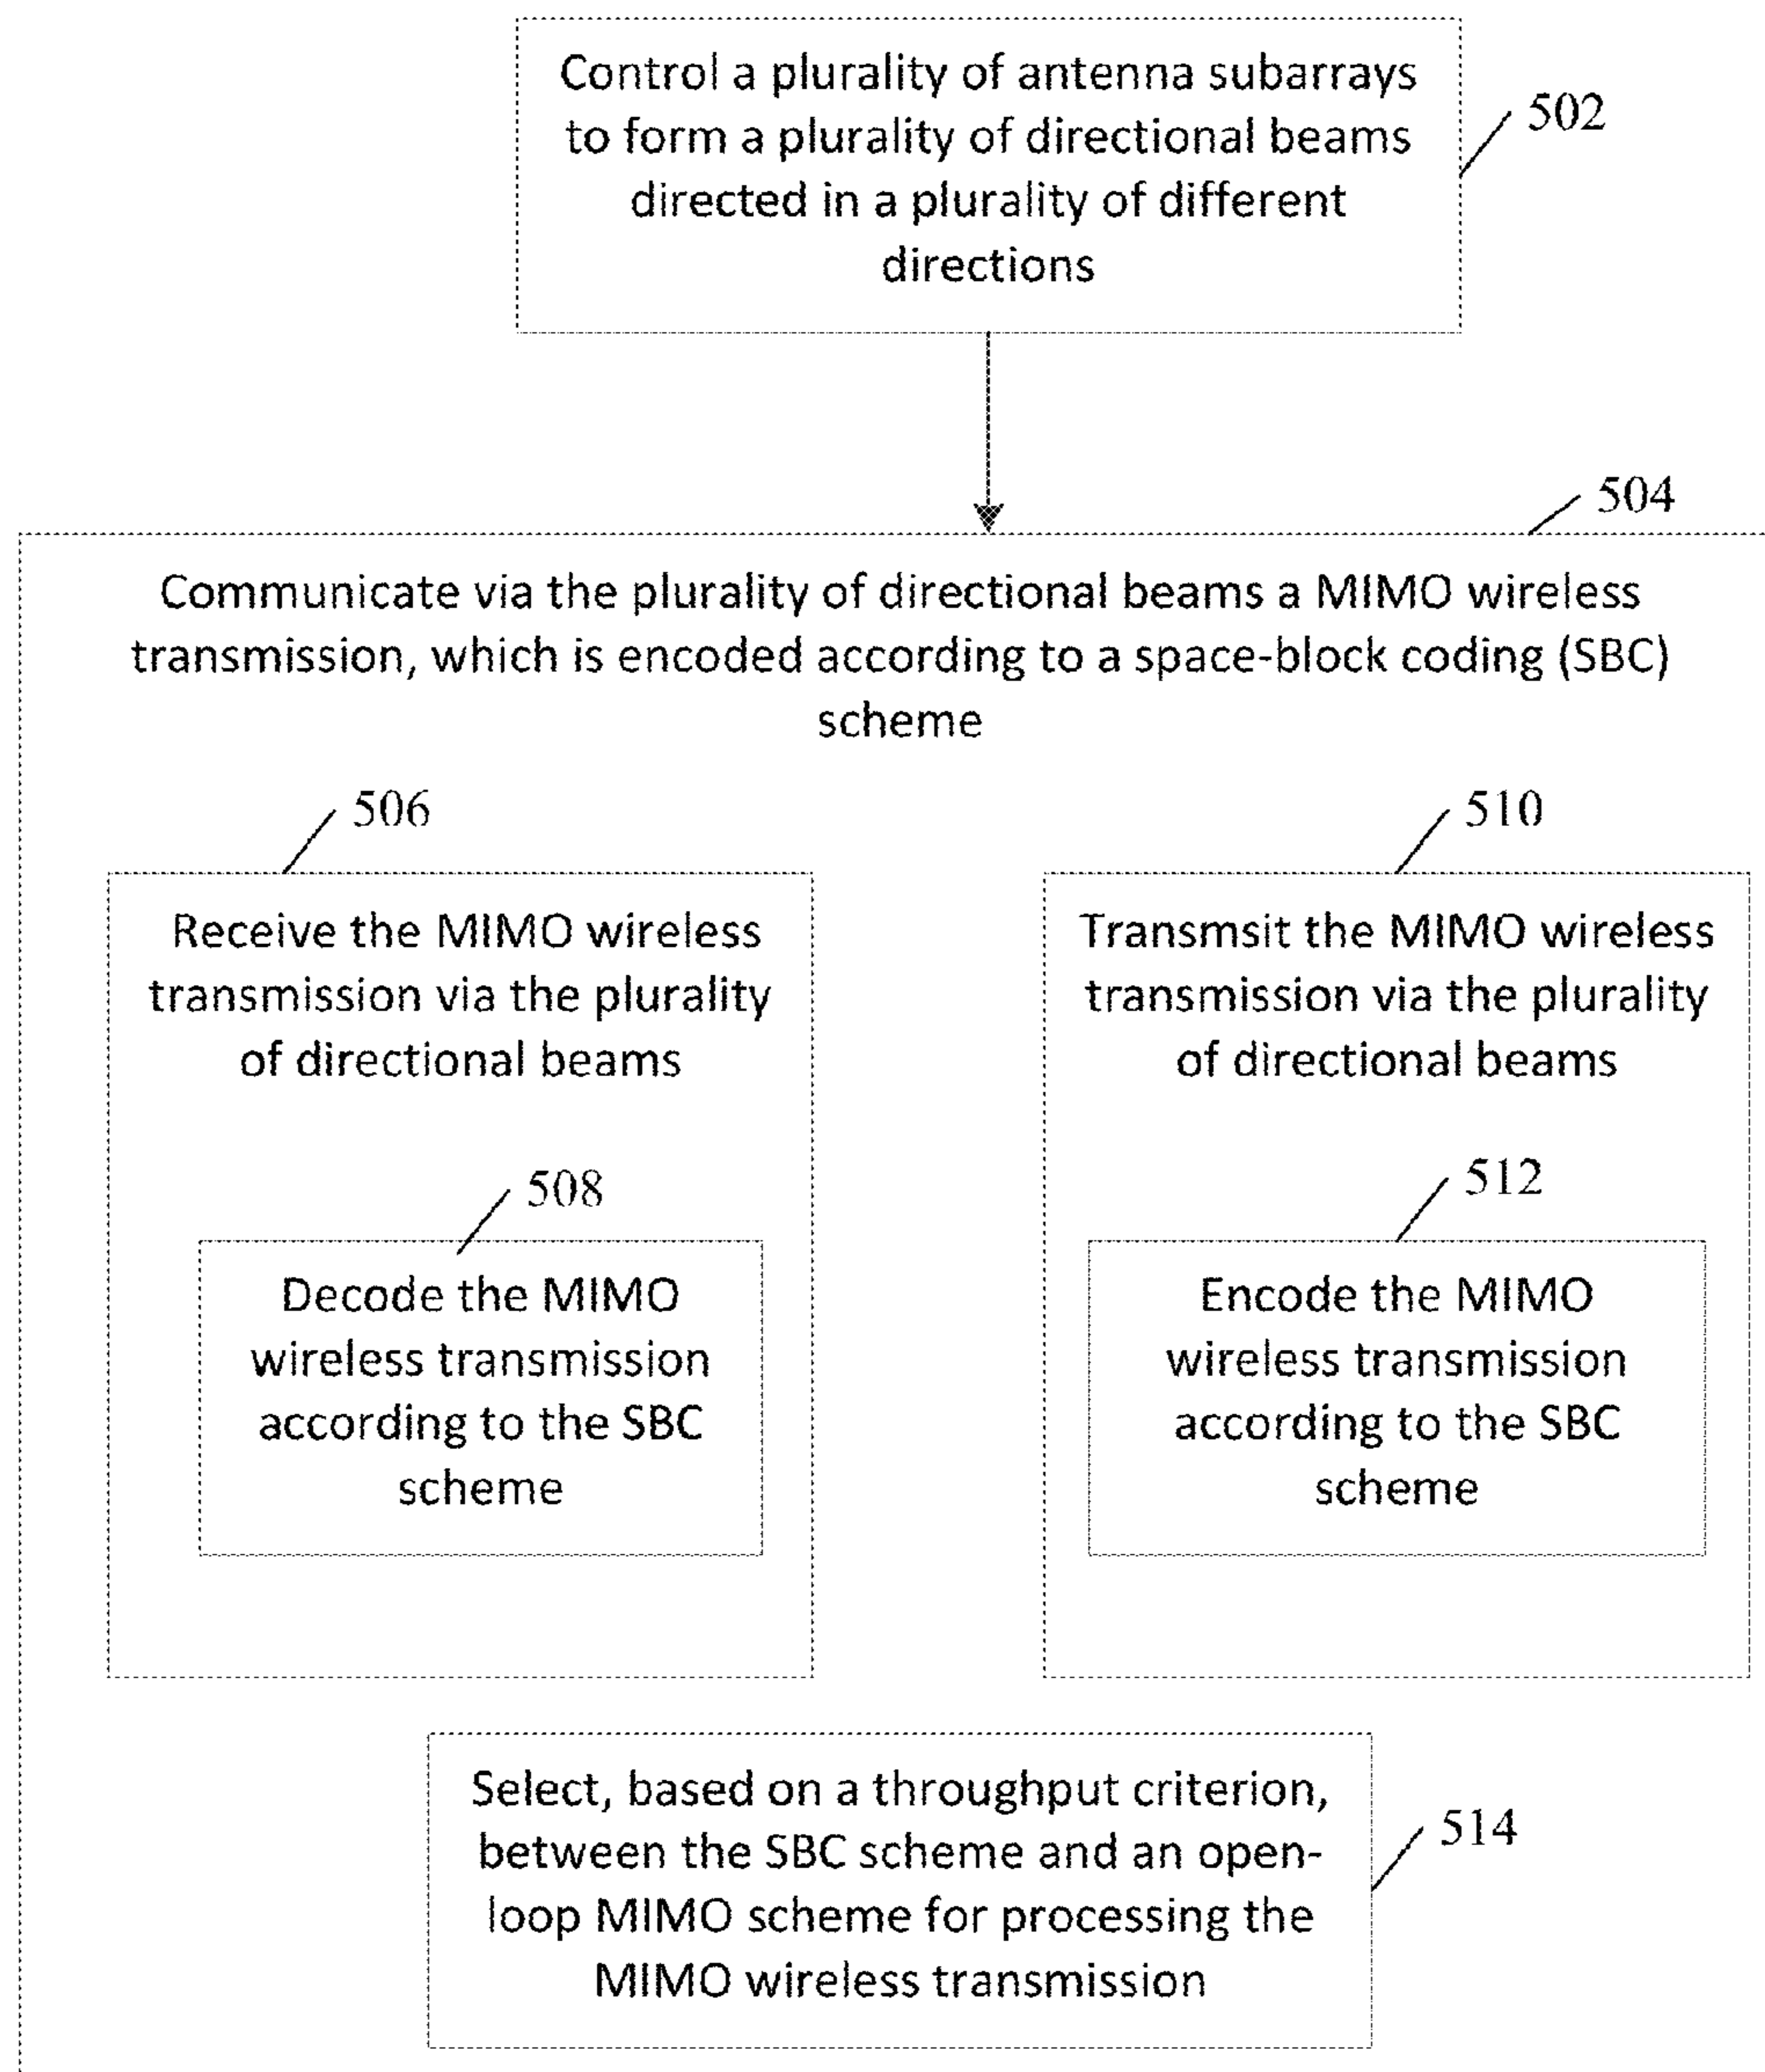 Control a plurality of antenna subarrays
to form a plurality of directional beams
directed in a plurality of different
directions
502
504
Communicate via the plurality of directional beams a MIMO wireless
transmission, which is encoded according to a space-block coding (SBC)
scheme
506
Receive the MIMO wireless
transmission via the plurality
of directional beams
508
Decode the MIMO
wireless transmission
according to the SBC
scheme
510
Transmsit the MIMO wireless
transmission via the plurality
of directional beams
512
Encode the MIMO
wireless transmission
according to the SBC
scheme
Select, based on a throughput criterion,
between the SBC scheme and an open-
loop MIMO scheme for processing the
MIMO wireless transmission
514